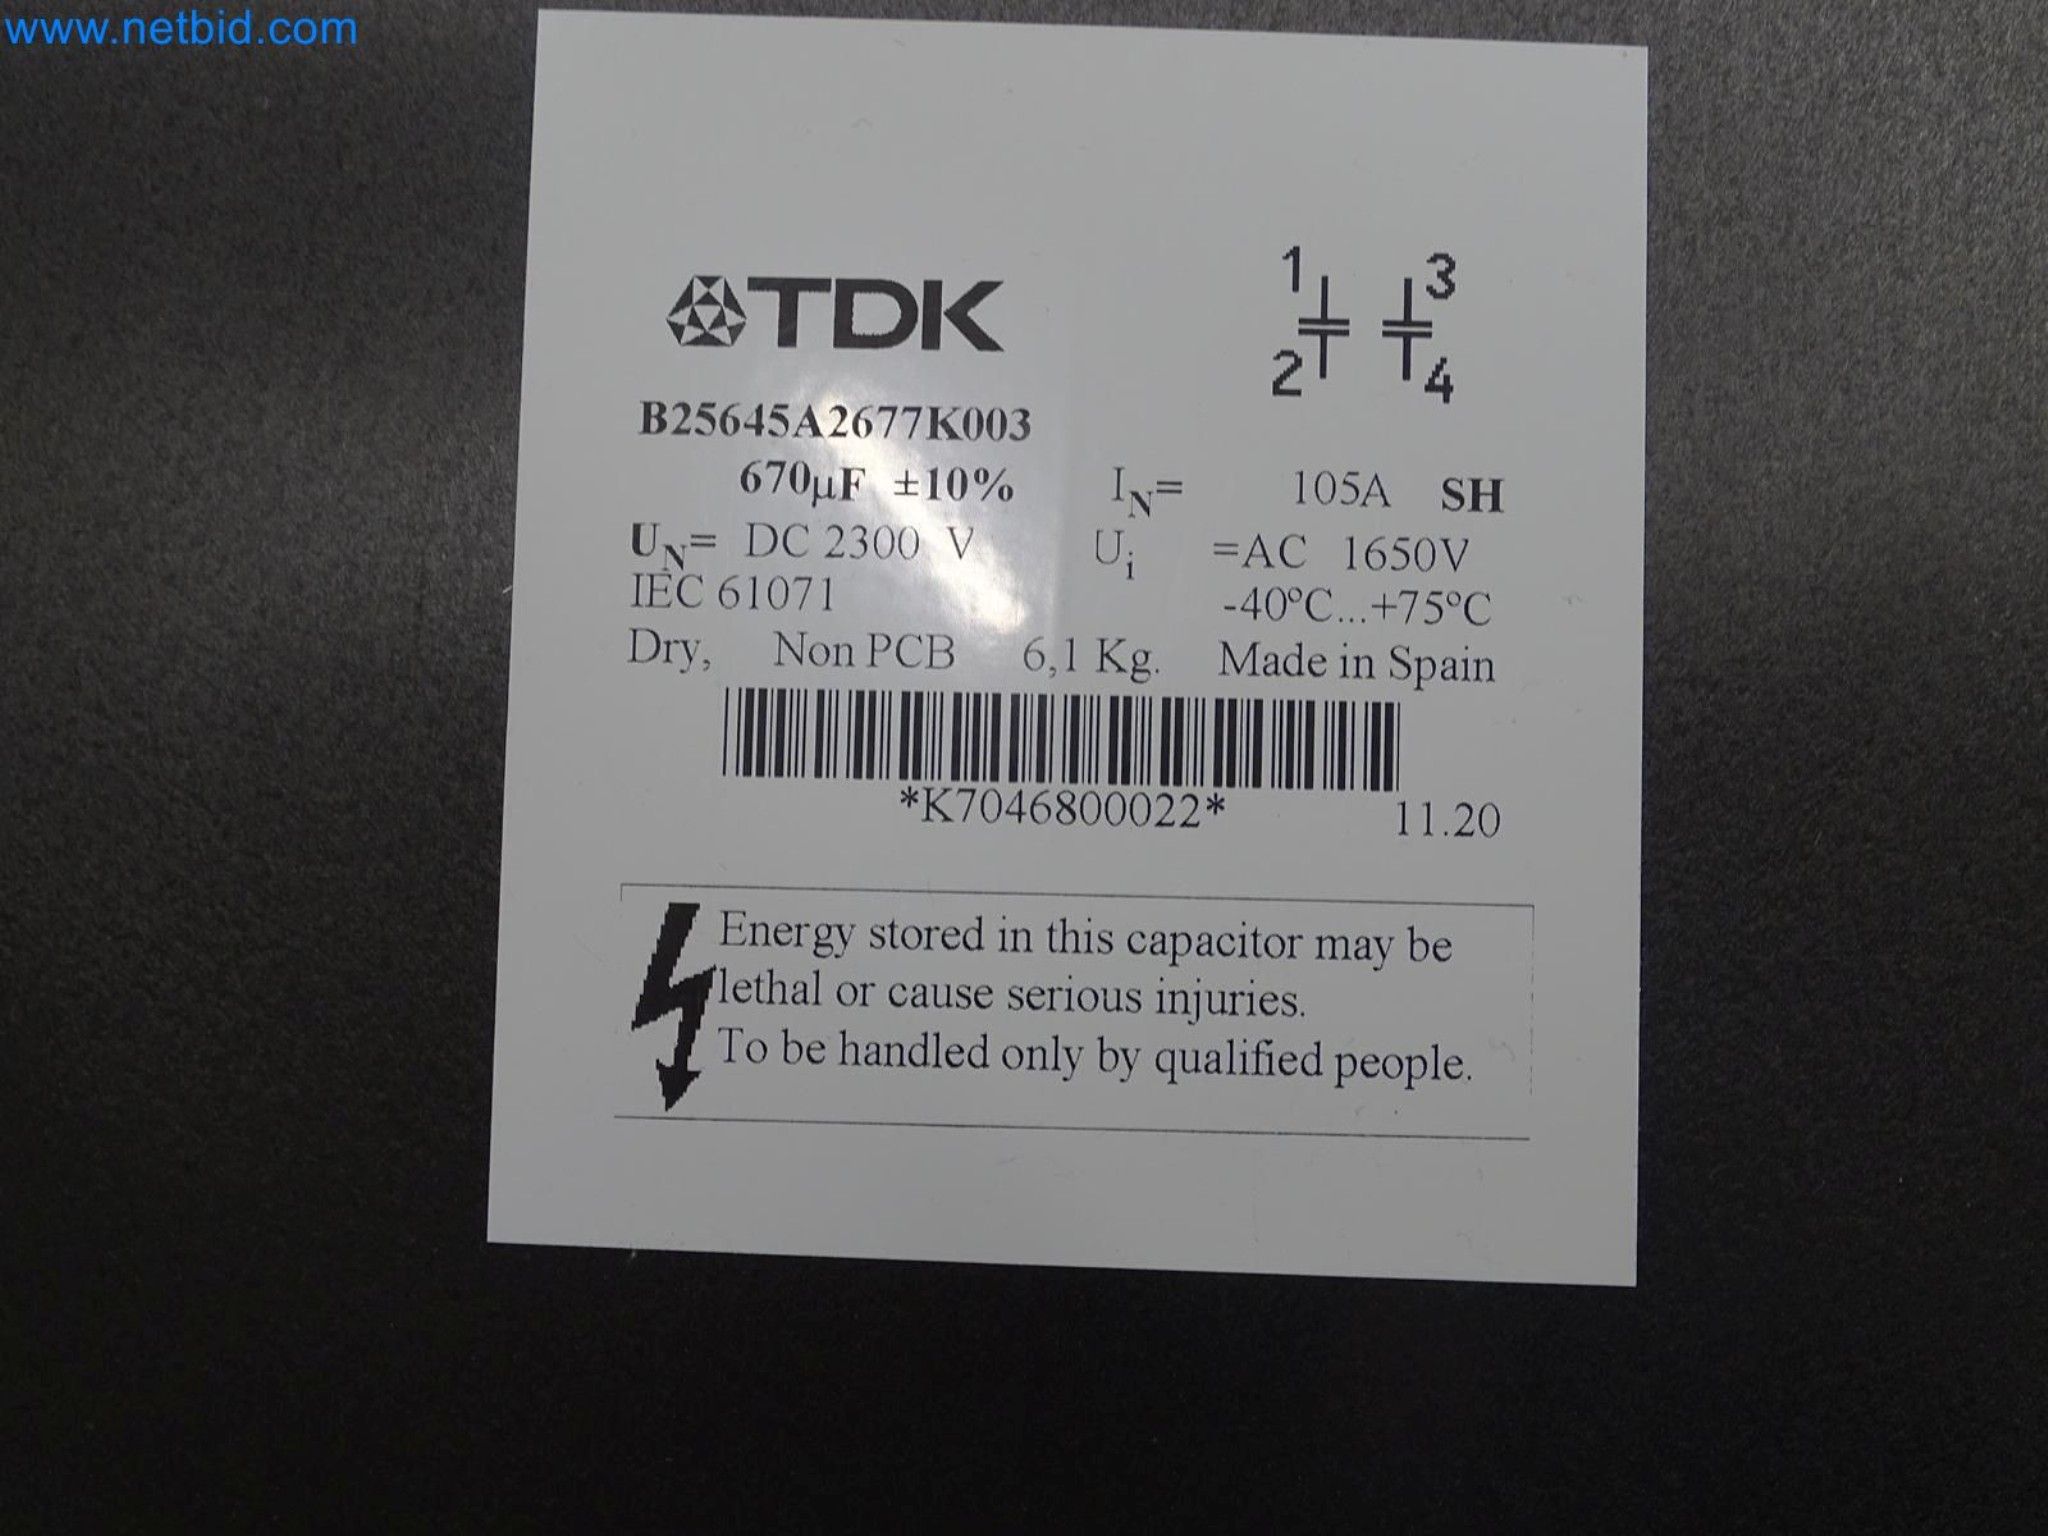 www.netbid.com
TDK
1 3
2 4
B25645A2677K003
670µF ±10% IN= 105A SH
UN= DC 2300 V Ui =AC 1650V
IEC 61071 -40ºC...+75ºC
Dry, Non PCB 6,1 Kg. Made in Spain
*K7046800022* 11.20
Energy stored in this capacitor may be
lethal or cause serious injuries.
To be handled only by qualified people.